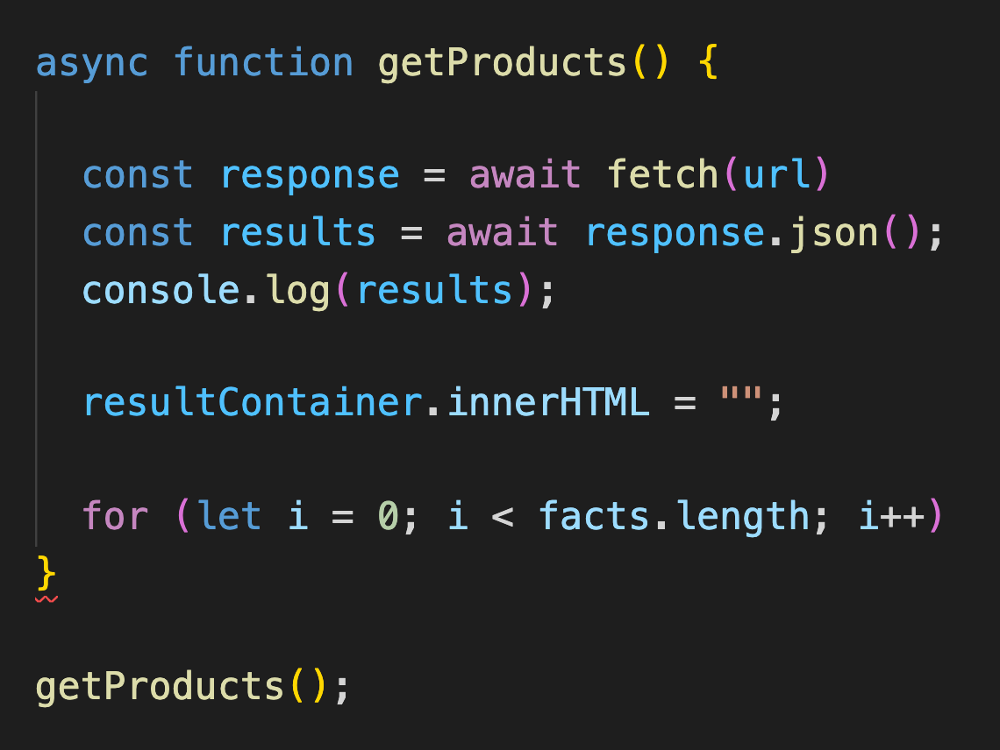 async function getProducts() {
const response = await fetch(url)
const results = await response.json();
console.log(results);
resultContainer.innerHTML = "";
for (let i = 0; i < facts.length; i++)
}
getProducts();